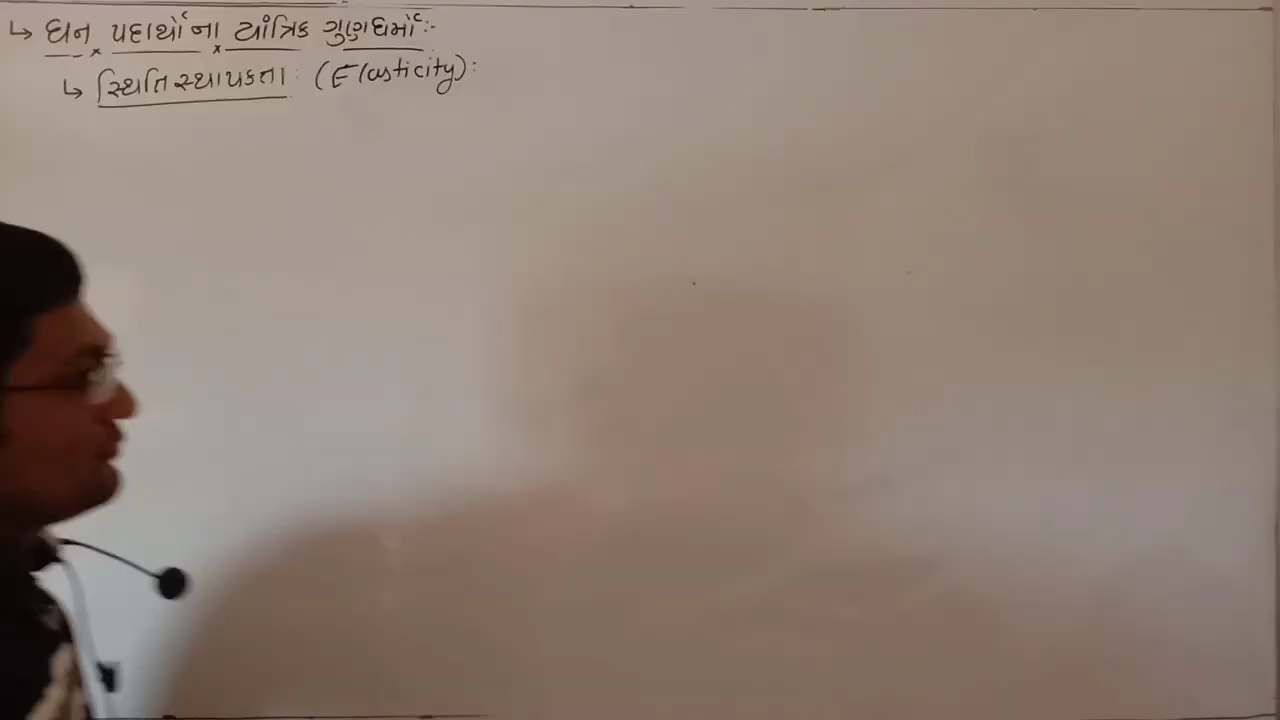 ↳ ઘન પદાર્થોના યાંત્રિક ગુણધર્મો:-
↳ સ્થિતિસ્થાપકતા: (Elasticity):